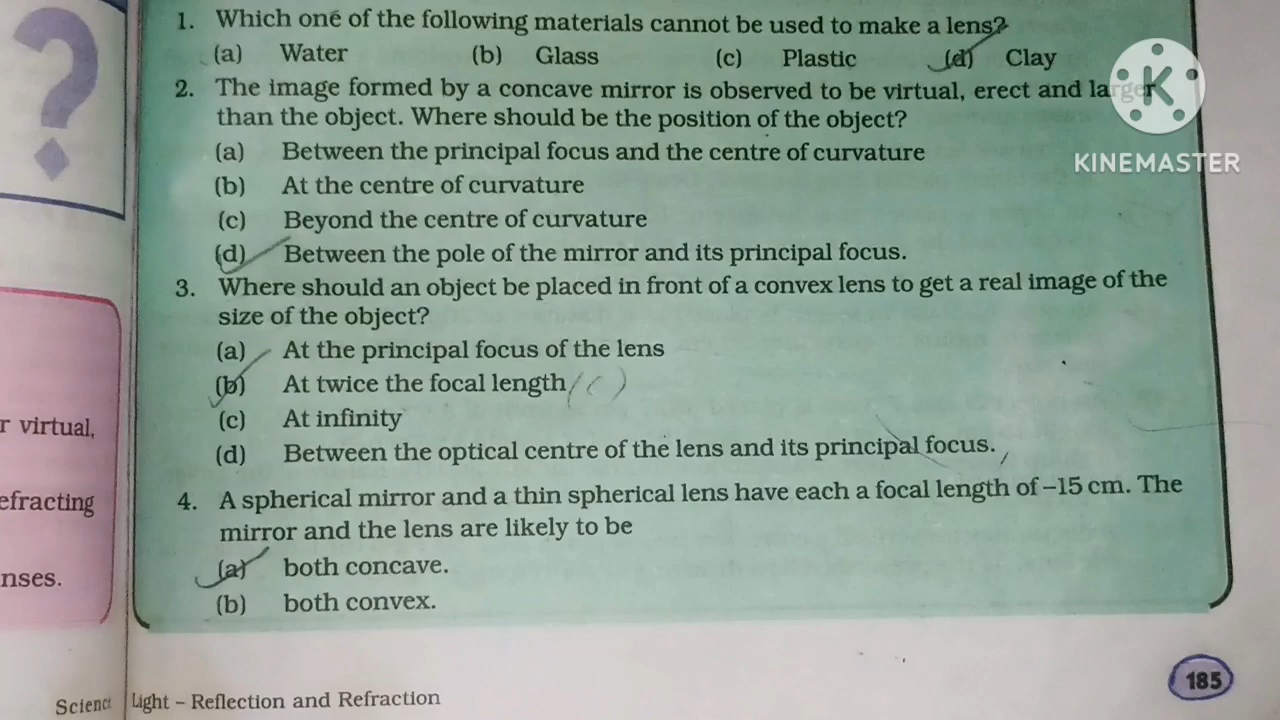 ?
1. Which one of the following materials cannot be used to make a lens?
(a) Water (b) Glass (c) Plastic (d) Clay
2. The image formed by a concave mirror is observed to be virtual, erect and larger
than the object. Where should be the position of the object?
(a) Between the principal focus and the centre of curvature
(b) At the centre of curvature
(c) Beyond the centre of curvature
(d) Between the pole of the mirror and its principal focus.
3. Where should an object be placed in front of a convex lens to get a real image of the
size of the object?
(a) At the principal focus of the lens
(b) At twice the focal length
(c) At infinity
(d) Between the optical centre of the lens and its principal focus.
4. A spherical mirror and a thin spherical lens have each a focal length of –15 cm. The
mirror and the lens are likely to be
(a) both concave.
(b) both convex.
r virtual,
efracting
nses.
Light – Reflection and Refraction
185
K
KINEMASTER